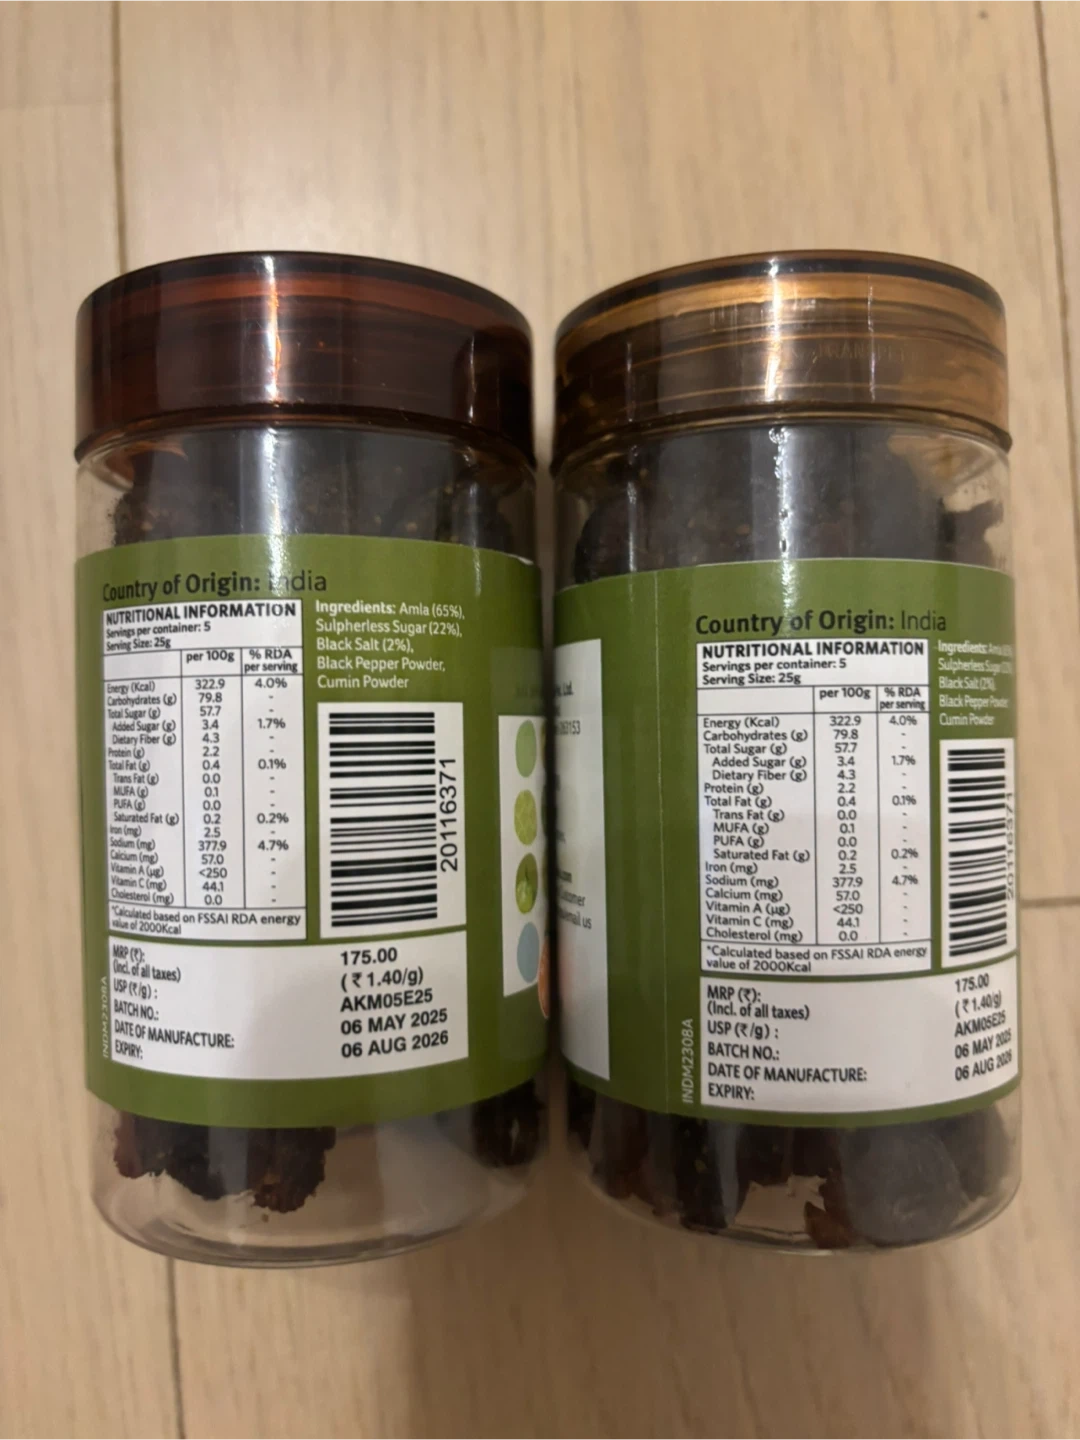 Country of Origin: India
NUTRITIONAL INFORMATION
Servings per container: 5
Serving Size: 25g
per 100g % RDA per serving
Energy (Kcal) 322.9 4.0%
Carbohydrates (g) 79.8 -
Total Sugar (g) 57.7 -
Added Sugar (g) 3.4 1.7%
Dietary Fiber (g) 4.3 -
Protein (g) 2.2 -
Total Fat (g) 0.4 0.1%
Trans Fat (g) 0.0 -
MUFA (g) 0.1 -
PUFA (g) 0.0 -
Saturated Fat (g) 0.2 0.2%
Iron (mg) 2.5 -
Sodium (mg) 377.9 4.7%
Calcium (mg) 57.0 -
Vitamin A (µg) <250 -
Vitamin C (mg) 44.1 -
Cholesterol (mg) 0.0 -
*Calculated based on FSSAI RDA energy
value of 2000Kcal
Ingredients: Amla (65%),
Sulpherless Sugar (22%),
Black Salt (2%),
Black Pepper Powder,
Cumin Powder
20116371
MRP (₹): 175.00
(Incl. of all taxes)
USP (₹/g) : (₹ 1.40/g)
BATCH NO.: AKM05E25
DATE OF MANUFACTURE: 06 MAY 2025
EXPIRY: 06 AUG 2026
INDM2308A
Ltd.
email us
Country of Origin: India
NUTRITIONAL INFORMATION
Servings per container: 5
Serving Size: 25g
per 100g % RDA per serving
Energy (Kcal) 322.9 4.0%
Carbohydrates (g) 79.8 -
Total Sugar (g) 57.7 -
Added Sugar (g) 3.4 1.7%
Dietary Fiber (g) 4.3 -
Protein (g) 2.2 -
Total Fat (g) 0.4 0.1%
Trans Fat (g) 0.0 -
MUFA (g) 0.1 -
PUFA (g) 0.0 -
Saturated Fat (g) 0.2 0.2%
Iron (mg) 2.5 -
Sodium (mg) 377.9 4.7%
Calcium (mg) 57.0 -
Vitamin A (µg) <250 -
Vitamin C (mg) 44.1 -
Cholesterol (mg) 0.0 -
*Calculated based on FSSAI RDA energy
value of 2000Kcal
Ingredients:
Sulpherless Sugar
Black Salt (2%),
Black Pepper Powder
Cumin Powder
MRP (₹): 175.00
(Incl. of all taxes)
USP (₹/g) : (₹ 1.40/g)
BATCH NO.: AKM05E25
DATE OF MANUFACTURE: 06 MAY 2025
EXPIRY: 06 AUG 2026
INDM2308A